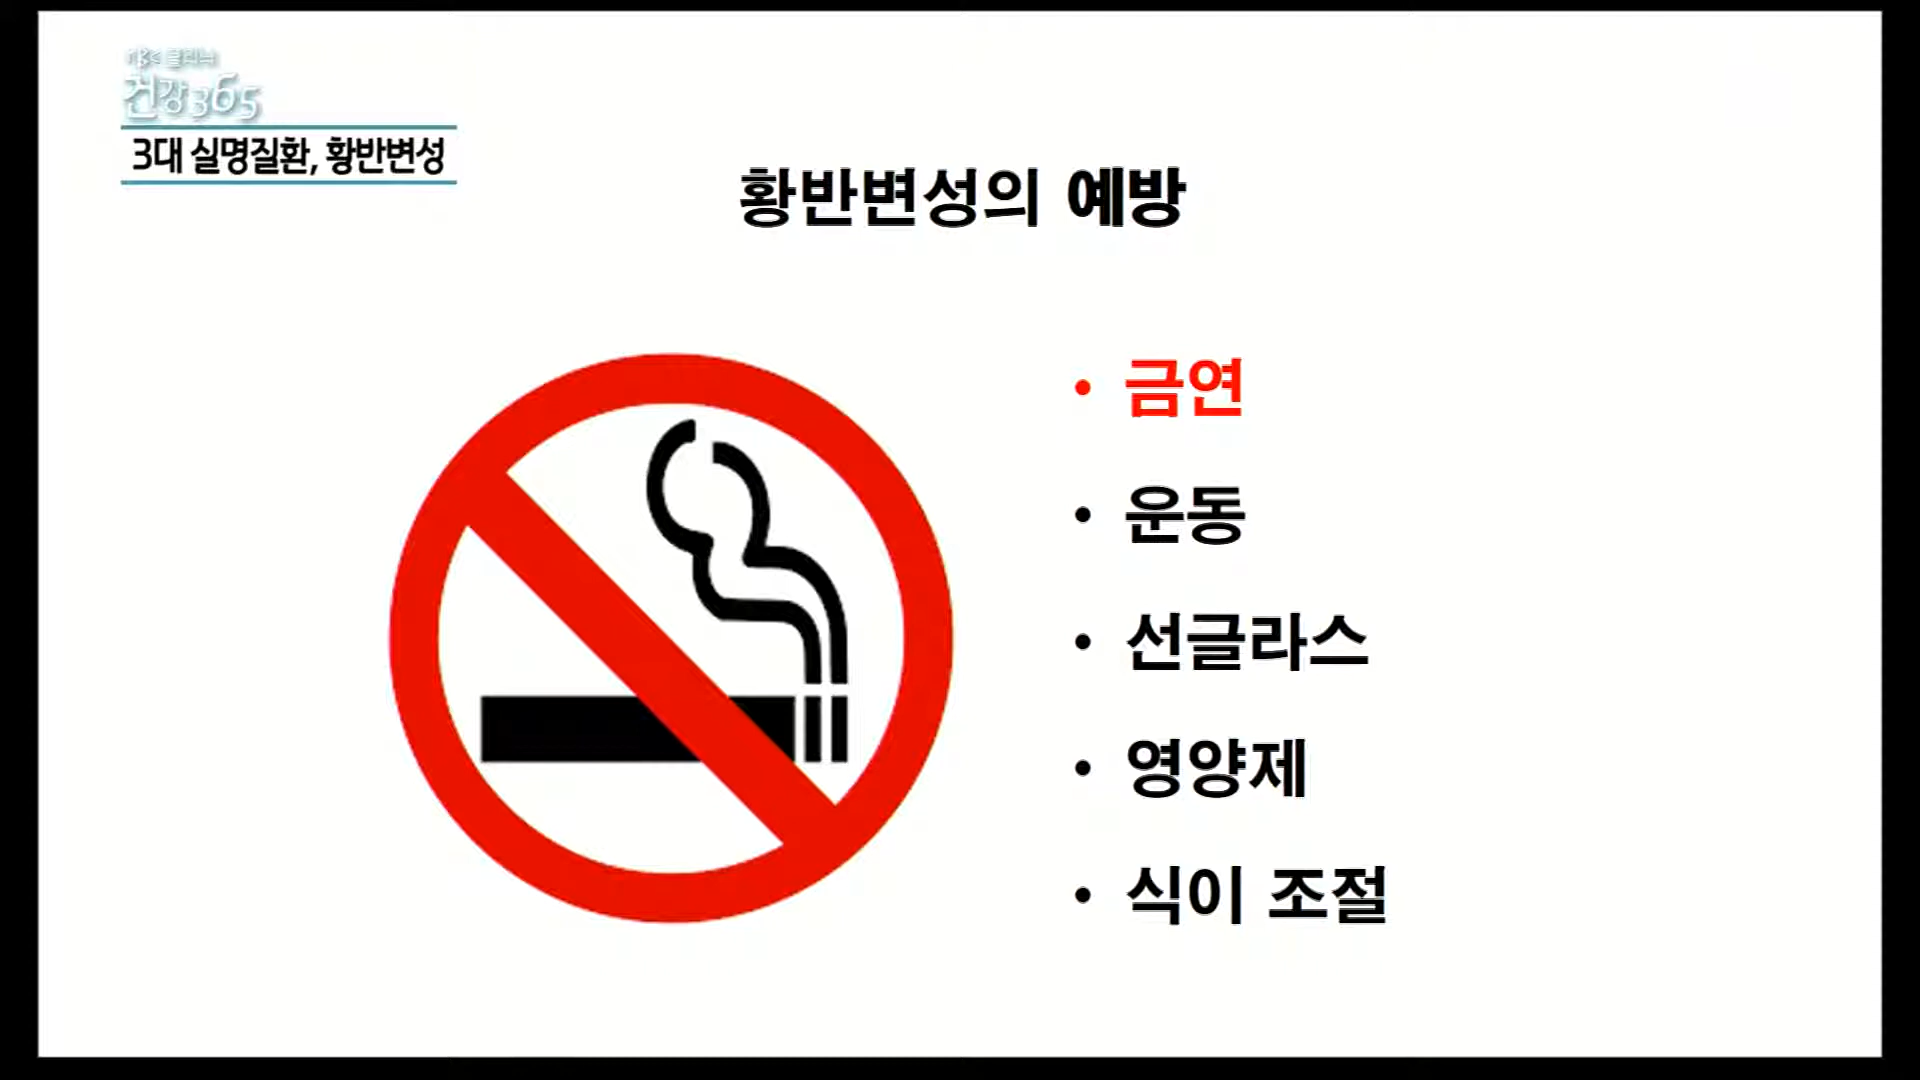 건강365
3대 실명질환, 황반변성
황반변성의 예방
• 금연
• 운동
• 선글라스
• 영양제
• 식이 조절